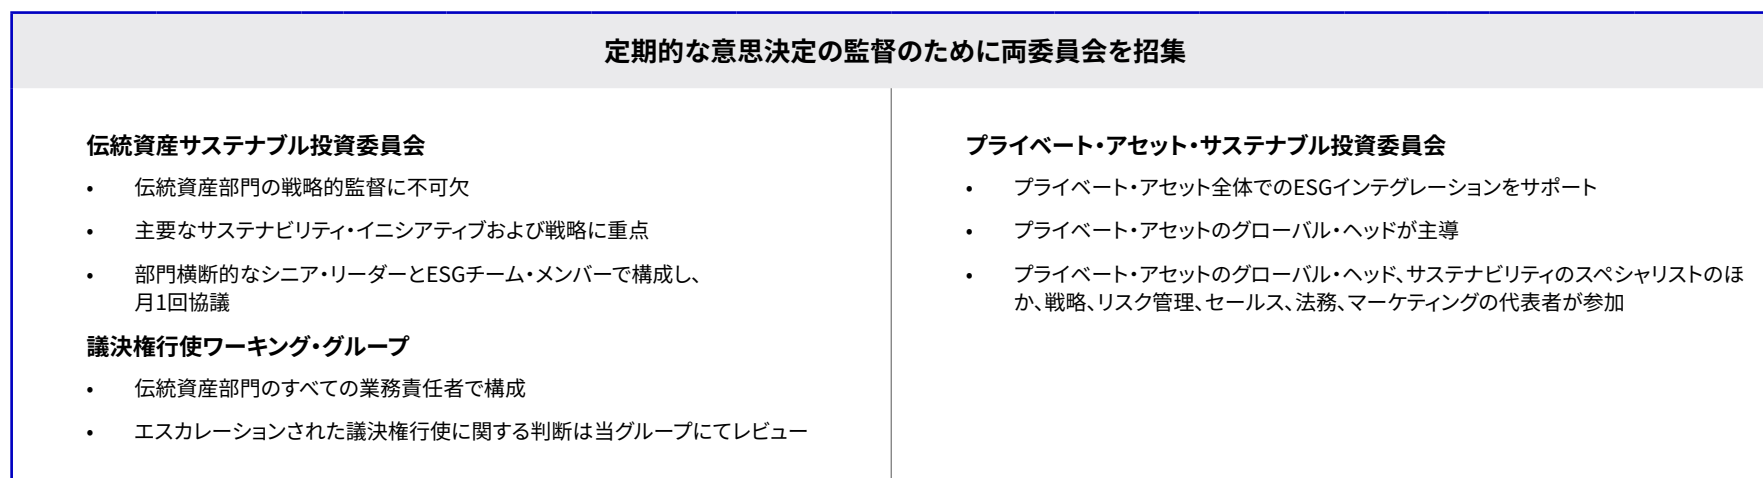 定期的な意思決定の監督のために両委員会を招集
伝統資産サステナブル投資委員会
• 伝統資産部門の戦略的監督に不可欠
• 主要なサステナビリティ・イニシアティブおよび戦略に重点
• 部門横断的なシニア・リーダーとESGチーム・メンバーで構成し、
月1回協議
議決権行使ワーキング・グループ
• 伝統資産部門のすべての業務責任者で構成
• エスカレーションされた議決権行使に関する判断は当グループにてレビュー
プライベート・アセット・サステナブル投資委員会
• プライベート・アセット全体でのESGインテグレーションをサポート
• プライベート・アセットのグローバル・ヘッドが主導
• プライベート・アセットのグローバル・ヘッド、サステナビリティのスペシャリストのほ
か、戦略、リスク管理、セールス、法務、マーケティングの代表者が参加